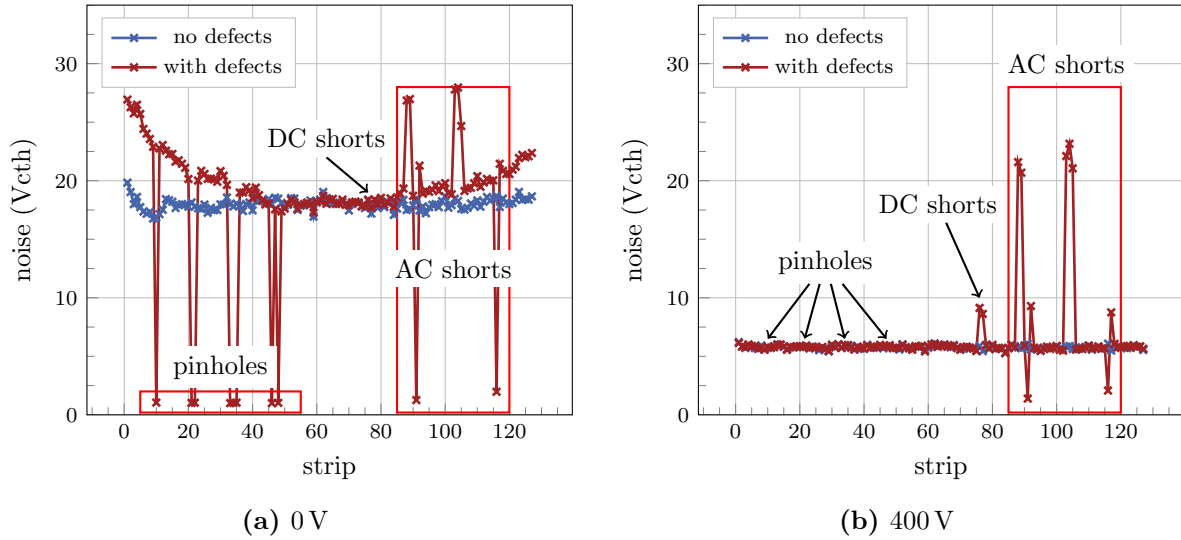 no defects
with defects
30
20
10
0
noise (Vcth)
DC shorts
AC shorts
pinholes
0 20 40 60 80 100 120
strip
(a) 0 V
no defects
with defects
AC shorts
30
20
10
0
noise (Vcth)
DC shorts
pinholes
0 20 40 60 80 100 120
strip
(b) 400 V